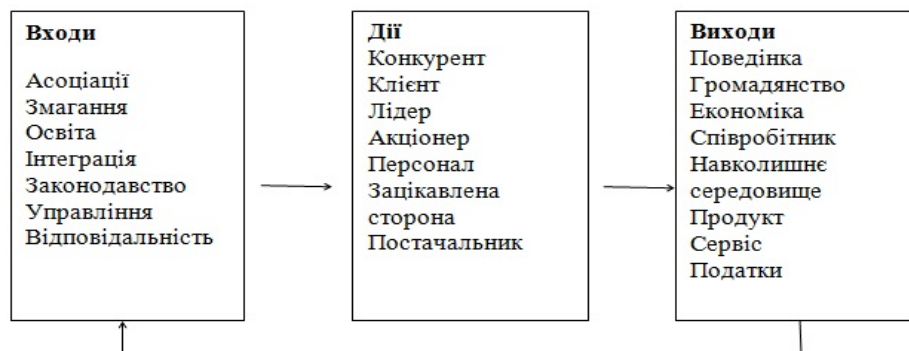 Входи
Асоціації
Змагання
Освіта
Інтеграція
Законодавство
Управління
Відповідальність
Дії
Конкурент
Клієнт
Лідер
Акціонер
Персонал
Зацікавлена
сторона
Постачальник
Виходи
Поведінка
Громадянство
Економіка
Співробітник
Навколишнє
середовище
Продукт
Сервіс
Податки